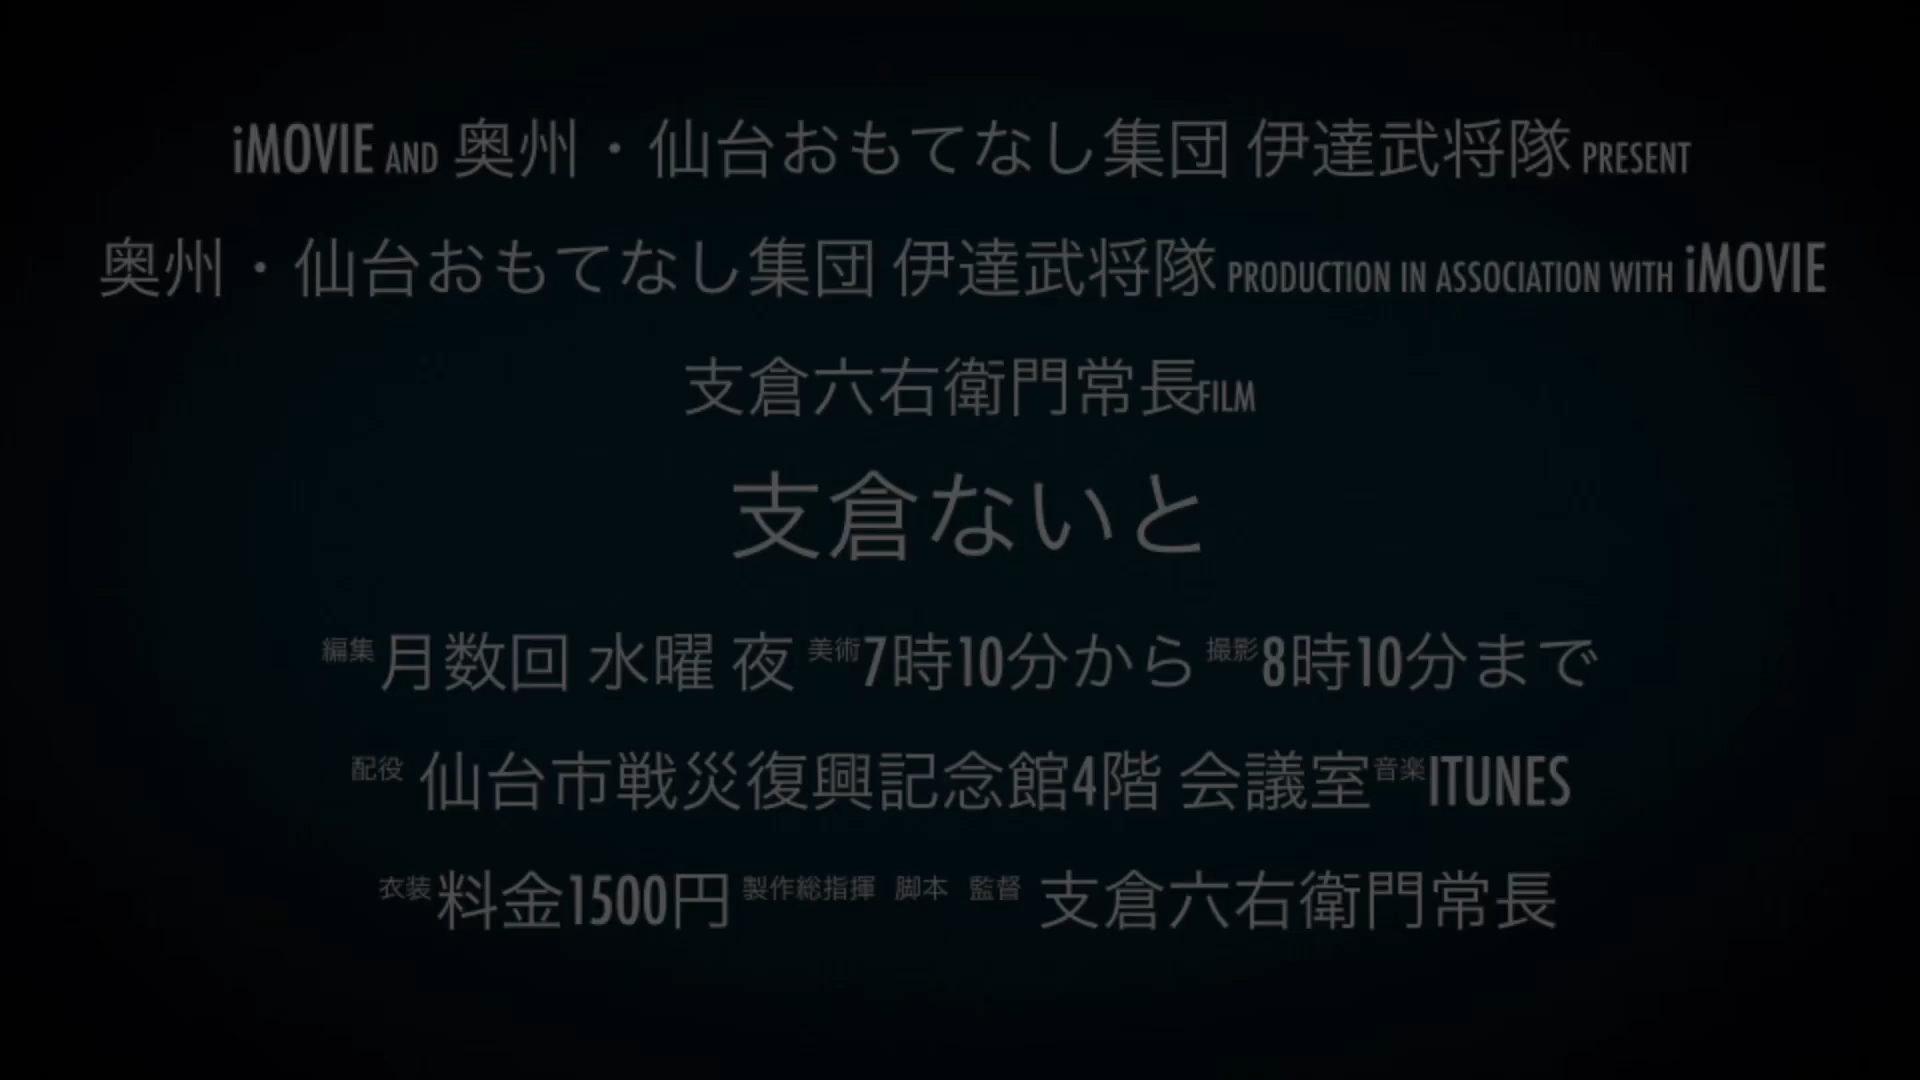 iMOVIE AND 奥州・仙台おもてなし集団 伊達武将隊 PRESENT
奥州・仙台おもてなし集団 伊達武将隊 PRODUCTION IN ASSOCIATION WITH iMOVIE
支倉六右衛門常長FILM
支倉ないと
編集 月数回 水曜 夜 美術 7時10分から 撮影 8時10分まで
配役 仙台市戦災復興記念館4階 会議室 音楽 ITUNES
衣装 料金1500円 製作総指揮 脚本 監督 支倉六右衛門常長